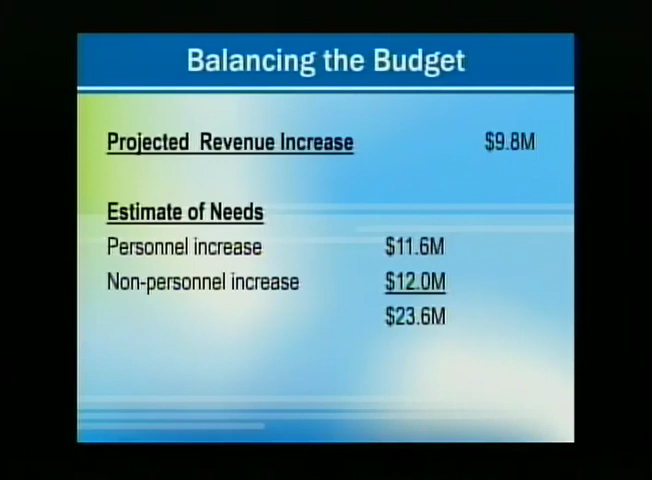 Balancing the Budget
Projected Revenue Increase $9.8M
Estimate of Needs
Personnel increase $11.6M
Non-personnel increase $12.0M
$23.6M